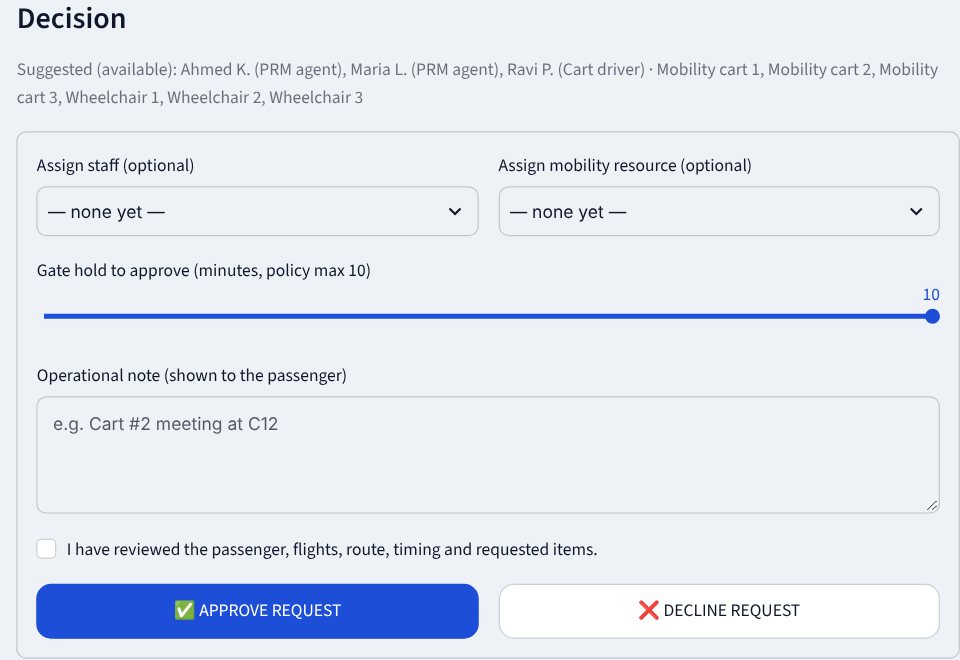 Decision
Suggested (available): Ahmed K. (PRM agent), Maria L. (PRM agent), Ravi P. (Cart driver) · Mobility cart 1, Mobility cart 2, Mobility
cart 3, Wheelchair 1, Wheelchair 2, Wheelchair 3
Assign staff (optional)
Assign mobility resource (optional)
— none yet —
— none yet —
Gate hold to approve (minutes, policy max 10)
10
Operational note (shown to the passenger)
e.g. Cart #2 meeting at C12
I have reviewed the passenger, flights, route, timing and requested items.
✅ APPROVE REQUEST
❌ DECLINE REQUEST